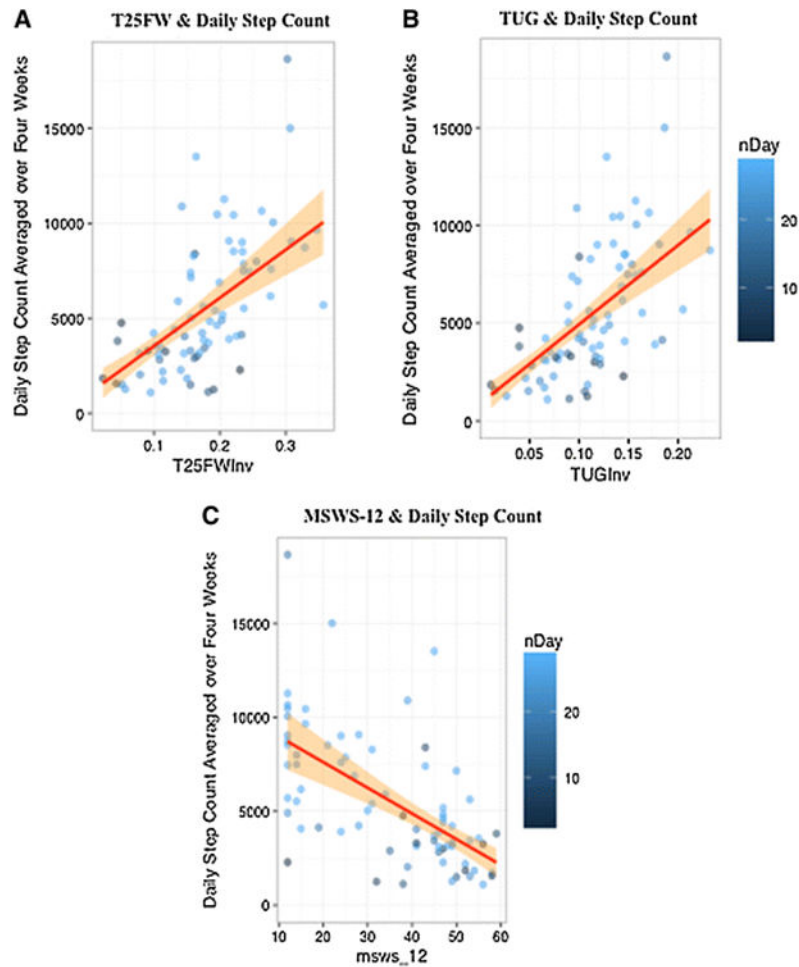 A
T25FW & Daily Step Count
Daily Step Count Averaged over Four Weeks
15000
10000
5000
0
0.1 0.2 0.3
T25FWInv
B
TUG & Daily Step Count
Daily Step Count Averaged over Four Weeks
15000
10000
5000
0
0.05 0.10 0.15 0.20
TUGInv
nDay
20
10
C
MSWS-12 & Daily Step Count
Daily Step Count Averaged over Four Weeks
15000
10000
5000
0
10 20 30 40 50 60
msws_12
nDay
20
10